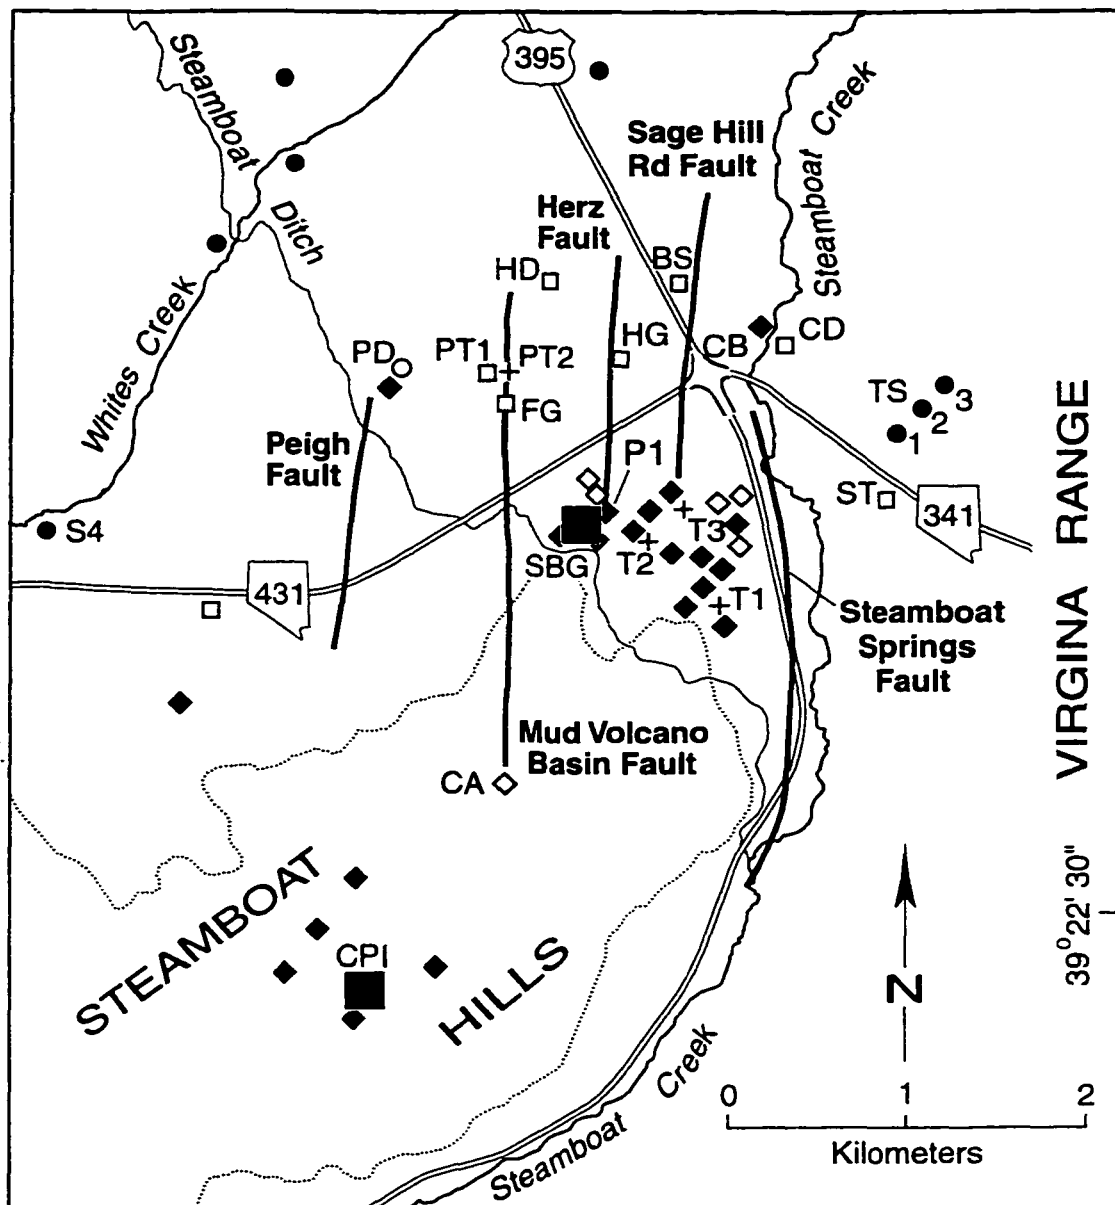 395
Steamboat
Ditch
Steamboat Creek
Sage Hill
Rd Fault
Herz
Fault
HD
BS
Whites Creek
PD
PT1
PT2
HG
CB
CD
FG
TS
3
2
1
Peigh
Fault
P1
S4
ST
341
T3
T2
SBG
T1
431
Steamboat
Springs
Fault
VIRGINA RANGE
Mud Volcano
Basin Fault
CA
STEAMBOAT
HILLS
CPI
39°22' 30"
N
Steamboat Creek
0 1 2
Kilometers